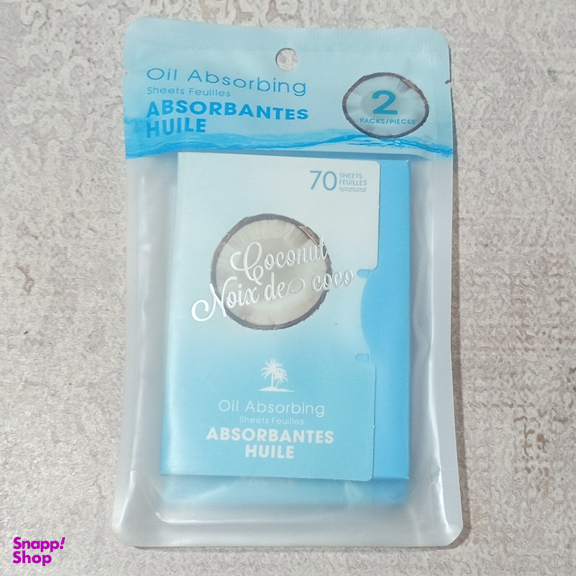 Oil Absorbing
Sheets Feuilles
ABSORBANTES
HUILE
2
PACKS/PIÈCES
70 SHEETS
FEUILLES
Coconut
Noix de coco
Oil Absorbing
Sheets Feuilles
ABSORBANTES
HUILE
Snapp!
Shop